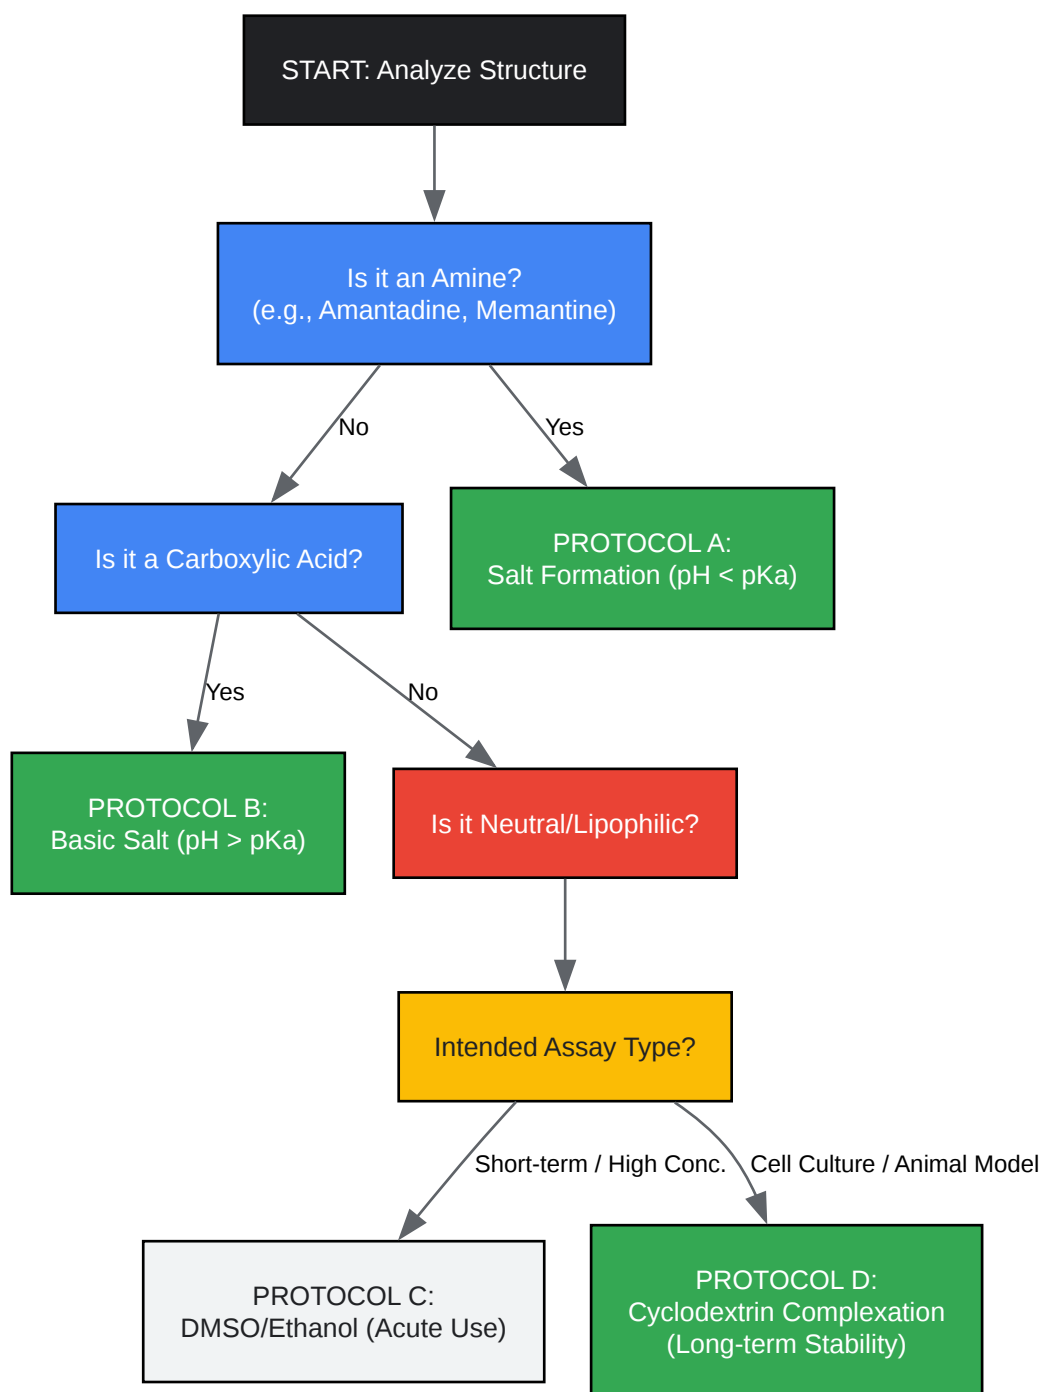 START: Analyze Structure
Is it an Amine?
(e.g., Amantadine, Memantine)
No
Yes
Is it a Carboxylic Acid?
PROTOCOL A:
Salt Formation (pH < pKa)
Yes
No
PROTOCOL B:
Basic Salt (pH > pKa)
Is it Neutral/Lipophilic?
Intended Assay Type?
Short-term / High Conc.
Cell Culture / Animal Model
PROTOCOL C:
DMSO/Ethanol (Acute Use)
PROTOCOL D:
Cyclodextrin Complexation
(Long-term Stability)